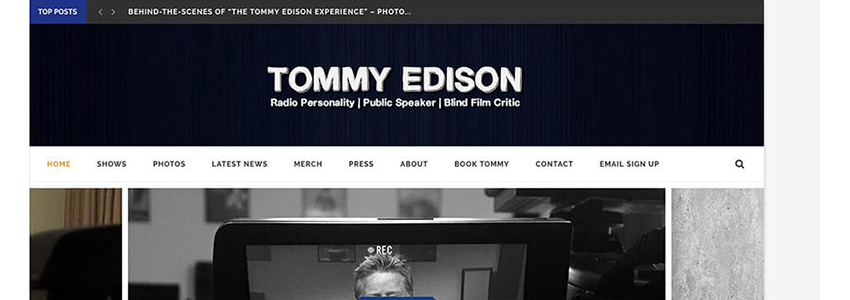 TOP POSTS
BEHIND-THE-SCENES OF "THE TOMMY EDISON EXPERIENCE" – PHOTO...
TOMMY EDISON
Radio Personality | Public Speaker | Blind Film Critic
HOME SHOWS PHOTOS LATEST NEWS MERCH PRESS ABOUT BOOK TOMMY CONTACT EMAIL SIGN UP
REC